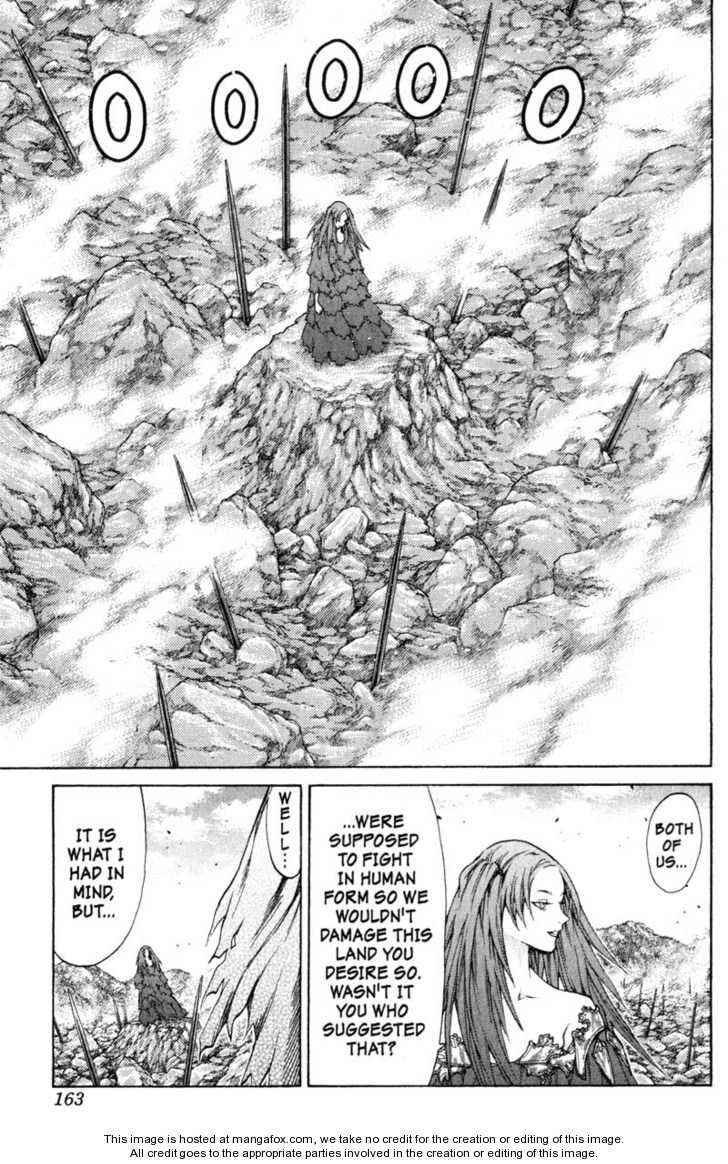 OOOOO
BOTH
OF
US...
...WERE
SUPPOSED
TO FIGHT
IN HUMAN
FORM SO WE
WOULDN'T
DAMAGE THIS
LAND YOU
DESIRE SO.
WASN'T IT
YOU WHO
SUGGESTED
THAT?
WELL...
IT IS
WHAT I
HAD IN
MIND,
BUT...
163
This image is hosted at mangafox.com, we take no credit for the creation or editing of this image.
All credit goes to the appropriate parties involved in the creation or editing of this image.